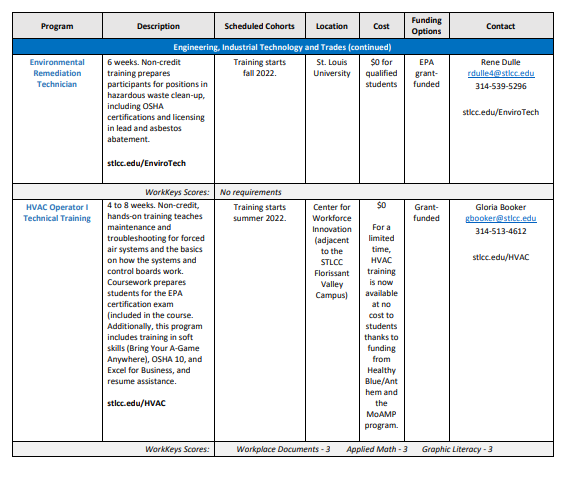 Program
Description
Scheduled Cohorts
Location
Cost
Funding
Options
Contact
Engineering, Industrial Technology and Trades (continued)
Environmental
Remediation
Technician
6 weeks. Non-credit
training prepares
participants for positions in
hazardous waste clean-up,
including OSHA
certifications and licensing
in lead and asbestos
abatement.
stlcc.edu/EnviroTech
Training starts
fall 2022.
St. Louis
University
$0 for
qualified
students
EPA
grant-
funded
Rene Dulle
rdulle4@stlcc.edu
314-539-5296
stlcc.edu/EnviroTech
WorkKeys Scores: No requirements
HVAC Operator I
Technical Training
4 to 8 weeks. Non-credit,
hands-on training teaches
maintenance and
troubleshooting for forced
air systems and the basics
on how the systems and
control boards work.
Coursework prepares
students for the EPA
certification exam
(included in the course.
Additionally, this program
includes training in soft
skills (Bring Your A-Game
Anywhere), OSHA 10, and
Excel for Business, and
resume assistance.
stlcc.edu/HVAC
Training starts
summer 2022.
Center for
Workforce
Innovation
(adjacent
to the
STLCC
Florissant
Valley
Campus)
$0
For a
limited
time,
HVAC
training
is now
available
at no
cost to
students
thanks to
funding
from
Healthy
Blue/Ant
hem and
the
MoAMP
program.
Grant-
funded
Gloria Booker
gbooker@stlcc.edu
314-513-4612
stlcc.edu/HVAC
WorkKeys Scores: Workplace Documents - 3 Applied Math - 3 Graphic Literacy - 3